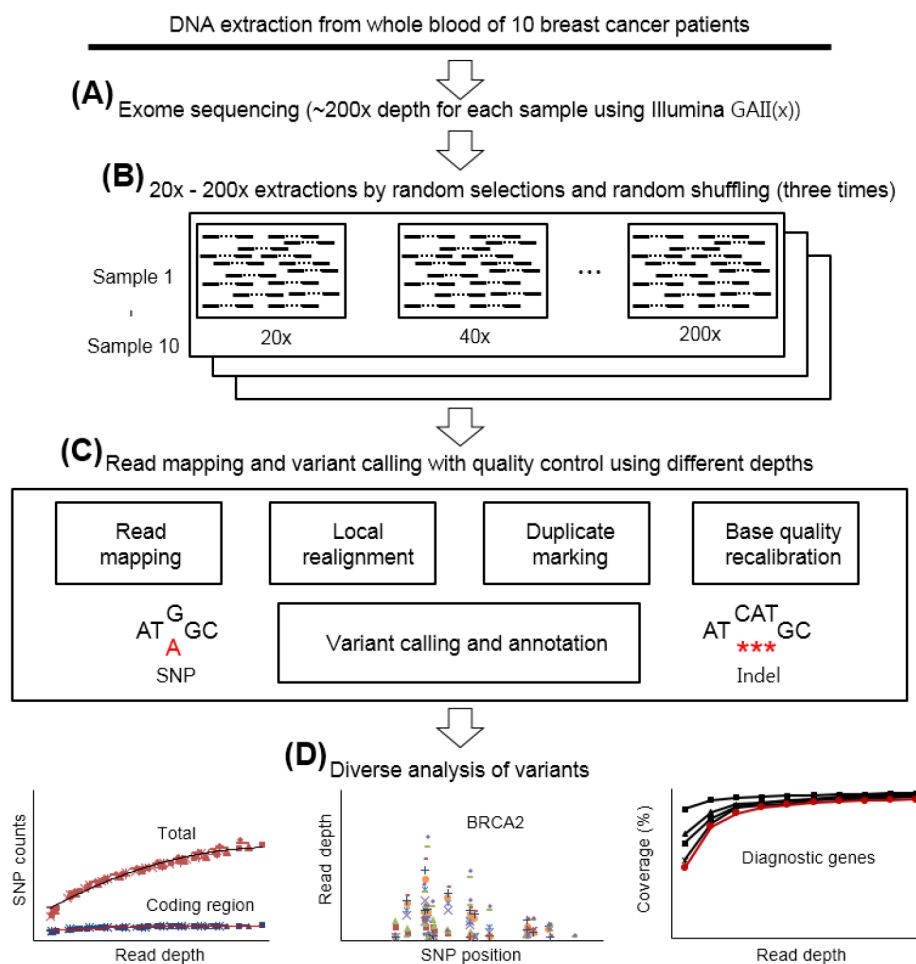 DNA extraction from whole blood of 10 breast cancer patients
(A) Exome sequencing (~200x depth for each sample using Illumina GAII(x))
(B) 20x - 200x extractions by random selections and random shuffling (three times)
Sample 1
Sample 10
...
20x
40x
200x
(C) Read mapping and variant calling with quality control using different depths
Read
mapping
Local
realignment
Duplicate
marking
Base quality
recalibration
G
AT GC
A
SNP
Variant calling and annotation
CAT
AT GC
***
Indel
(D) Diverse analysis of variants
SNP counts
Total
Coding region
Read depth
Read depth
BRCA2
SNP position
Coverage (%)
Diagnostic genes
Read depth